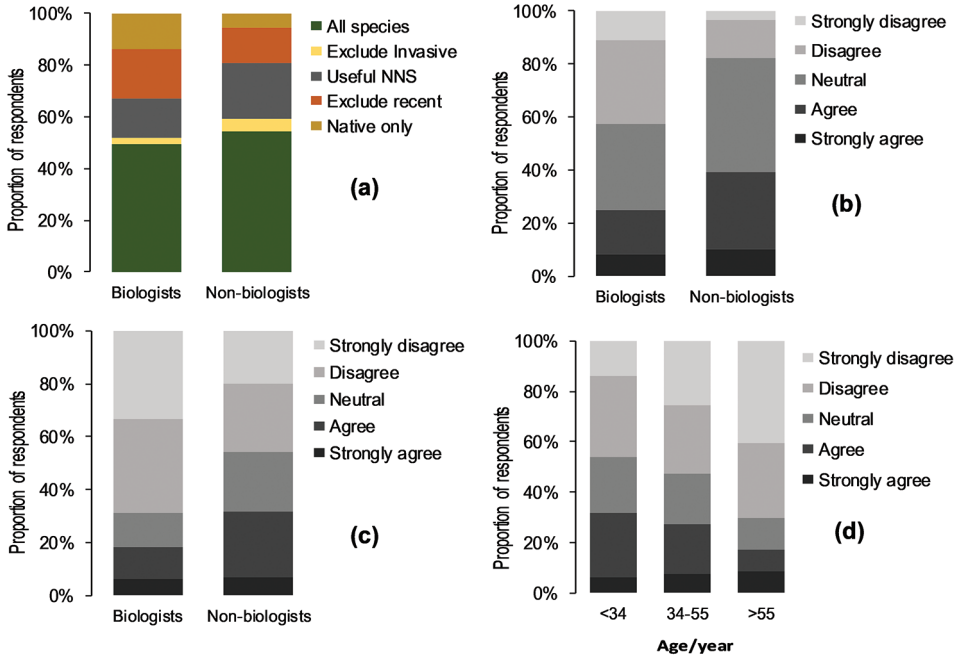 Proportion of respondents
100%
80%
60%
40%
20%
0%
Biologists
Non-biologists
All species
Exclude Invasive
Useful NNS
Exclude recent
Native only
(a)
Proportion of respondents
100%
80%
60%
40%
20%
0%
Biologists
Non-biologists
Strongly disagree
Disagree
Neutral
Agree
Strongly agree
(b)
Proportion of respondents
100%
80%
60%
40%
20%
0%
Biologists
Non-biologists
Strongly disagree
Disagree
Neutral
Agree
Strongly agree
(c)
Proportion of respondents
100%
80%
60%
40%
20%
0%
<34
34-55
>55
Age/year
Strongly disagree
Disagree
Neutral
Agree
Strongly agree
(d)